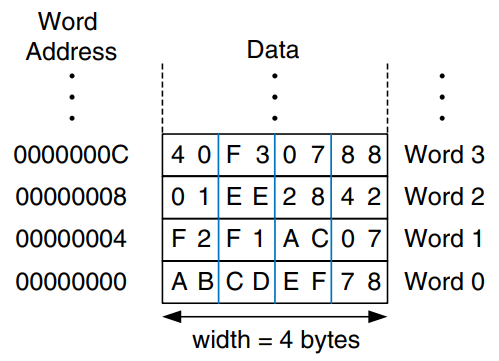 Word
Address Data
0000000C 4 0 F 3 0 7 8 8 Word 3
00000008 0 1 E E 2 8 4 2 Word 2
00000004 F 2 F 1 A C 0 7 Word 1
00000000 A B C D E F 7 8 Word 0
width = 4 bytes